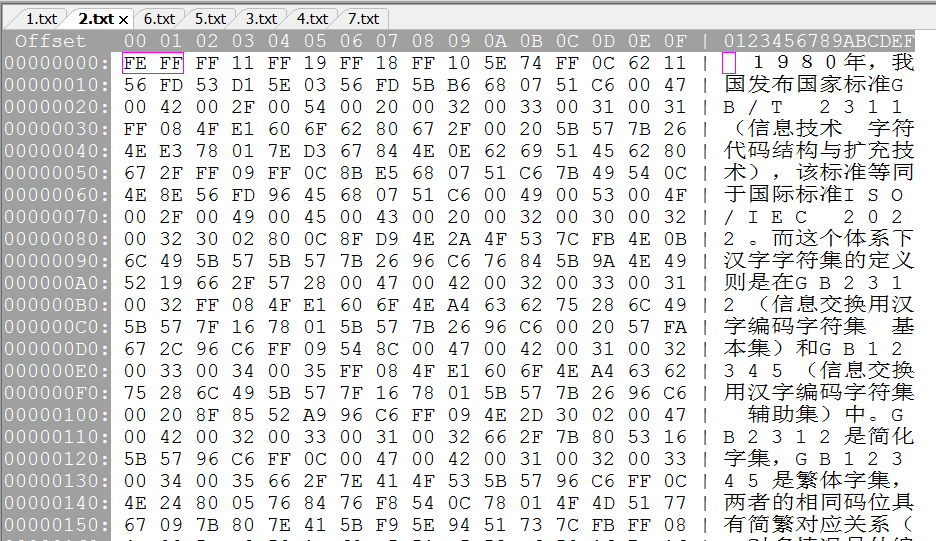 1.txt 2.txt × 6.txt 5.txt 3.txt 4.txt 7.txt
Offset 00 01 02 03 04 05 06 07 08 09 0A 0B 0C 0D 0E 0F | 0123456789ABCDEF
00000000: FE FF FF 11 FF 19 FF 18 FF 10 5E 74 FF 0C 62 11 | 1980年，我
00000010: 56 FD 53 D1 5E 03 56 FD 5B B6 68 07 51 C6 00 47 | 国发布国家标准G
00000020: 00 42 00 2F 00 54 00 20 00 32 00 33 00 31 00 31 | B/T 2311
00000030: FF 08 4F E1 60 6F 62 80 67 2F 00 20 5B 57 7B 26 | （信息技术 字符
00000040: 4E E3 78 01 7E D3 67 84 4E 0E 62 69 51 45 62 80 | 代码结构与扩充技
00000050: 67 2F FF 09 FF 0C 8B E5 68 07 51 C6 7B 49 54 0C | 术），该标准等同
00000060: 4E 8E 56 FD 96 45 68 07 51 C6 00 49 00 53 00 4F | 于国际标准ISO
00000070: 00 2F 00 49 00 45 00 43 00 20 00 32 00 30 00 32 | /IEC 202
00000080: 00 32 30 02 80 0C 8F D9 4E 2A 4F 53 7C FB 4E 0B | 2。而这个体系下
00000090: 6C 49 5B 57 5B 57 7B 26 96 C6 76 84 5B 9A 4E 49 | 汉字字符集的定义
000000A0: 52 19 66 2F 57 28 00 47 00 42 00 32 00 33 00 31 | 则是在GB231
000000B0: 00 32 FF 08 4F E1 60 6F 4E A4 63 62 75 28 6C 49 | 2（信息交换用汉
000000C0: 5B 57 7F 16 78 01 5B 57 7B 26 96 C6 00 20 57 FA | 字编码字符集 基
000000D0: 67 2C 96 C6 FF 09 54 8C 00 47 00 42 00 31 00 32 | 本集）和GB12
000000E0: 00 33 00 34 00 35 FF 08 4F E1 60 6F 4E A4 63 62 | 345（信息交换
000000F0: 75 28 6C 49 5B 57 7F 16 78 01 5B 57 7B 26 96 C6 | 用汉字编码字符集
00000100: 00 20 8F 85 52 A9 96 C6 FF 09 4E 2D 30 02 00 47 | 辅助集）中。G
00000110: 00 42 00 32 00 33 00 31 00 32 66 2F 7B 80 53 16 | B2312是简化
00000120: 5B 57 96 C6 FF 0C 00 47 00 42 00 31 00 32 00 33 | 字集，GB123
00000130: 00 34 00 35 66 2F 7E 41 4F 53 5B 57 96 C6 FF 0C | 45是繁体字集，
00000140: 4E 24 80 05 76 84 76 F8 54 0C 78 01 4F 4D 51 77 | 两者的相同码位具
00000150: 67 09 7B 80 7E 41 5B F9 5E 94 51 73 7C FB FF 08 | 有简繁对应关系（